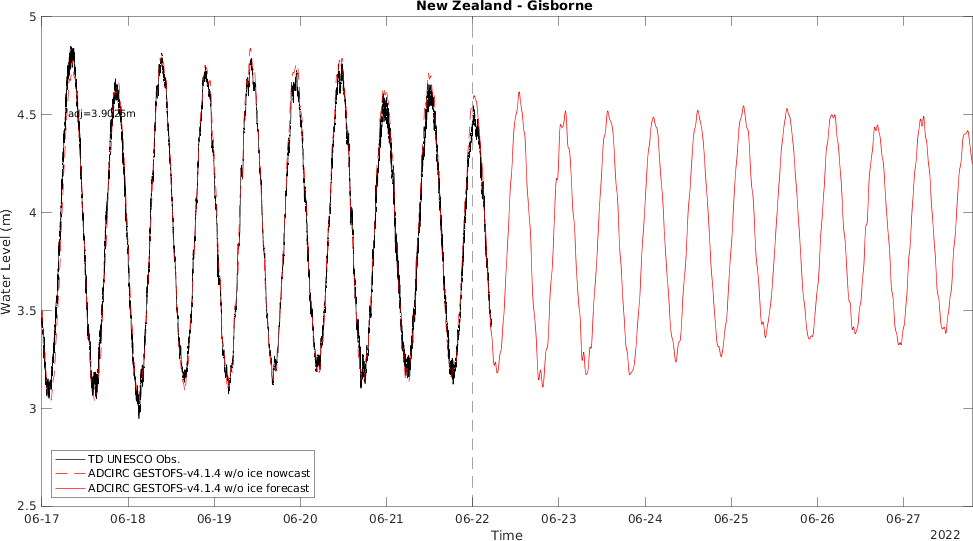 New Zealand - Gisborne
5
4.5
4
3.5
3
2.5
Water Level (m)
adj=3.9026m
TD UNESCO Obs.
ADCIRC GESTOFS-v4.1.4 w/o ice nowcast
ADCIRC GESTOFS-v4.1.4 w/o ice forecast
06-17 06-18 06-19 06-20 06-21 06-22 06-23 06-24 06-25 06-26 06-27
Time
2022